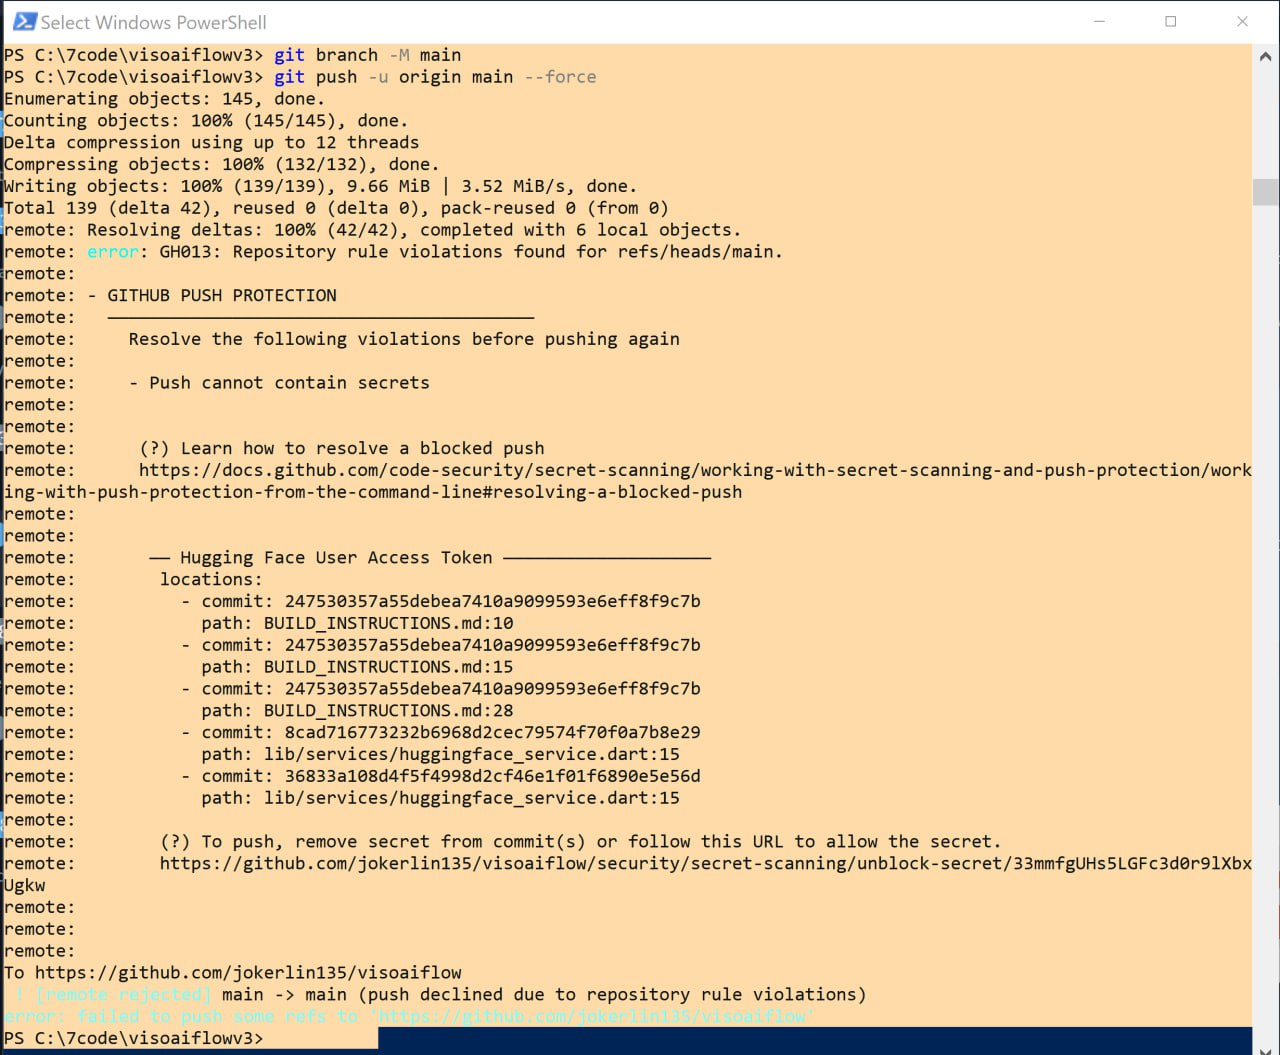 Select Windows PowerShell
PS C:\7code\visoaiflowv3> git branch -M main
PS C:\7code\visoaiflowv3> git push -u origin main --force
Enumerating objects: 145, done.
Counting objects: 100% (145/145), done.
Delta compression using up to 12 threads
Compressing objects: 100% (132/132), done.
Writing objects: 100% (139/139), 9.66 MiB | 3.52 MiB/s, done.
Total 139 (delta 42), reused 0 (delta 0), pack-reused 0 (from 0)
remote: Resolving deltas: 100% (42/42), completed with 6 local objects.
remote: error: GH013: Repository rule violations found for refs/heads/main.
remote:
remote: - GITHUB PUSH PROTECTION
remote:   —————————————————————————————————————————
remote:     Resolve the following violations before pushing again
remote:
remote:     - Push cannot contain secrets
remote:
remote:
remote:      (?) Learn how to resolve a blocked push
remote:      https://docs.github.com/code-security/secret-scanning/working-with-secret-scanning-and-push-protection/work
ing-with-push-protection-from-the-command-line#resolving-a-blocked-push
remote:
remote:
remote:       —— Hugging Face User Access Token ————————————————————
remote:        locations:
remote:          - commit: 247530357a55debea7410a9099593e6eff8f9c7b
remote:            path: BUILD_INSTRUCTIONS.md:10
remote:          - commit: 247530357a55debea7410a9099593e6eff8f9c7b
remote:            path: BUILD_INSTRUCTIONS.md:15
remote:          - commit: 247530357a55debea7410a9099593e6eff8f9c7b
remote:            path: BUILD_INSTRUCTIONS.md:28
remote:          - commit: 8cad716773232b6968d2cec79574f70f0a7b8e29
remote:            path: lib/services/huggingface_service.dart:15
remote:          - commit: 36833a108d4f5f4998d2cf46e1f01f6890e5e56d
remote:            path: lib/services/huggingface_service.dart:15
remote:
remote:        (?) To push, remove secret from commit(s) or follow this URL to allow the secret.
remote:        https://github.com/jokerlin135/visoaiflow/security/secret-scanning/unblock-secret/33mmfgUHs5LGFc3d0r9lXbx
Ugkw
remote:
remote:
remote:
To https://github.com/jokerlin135/visoaiflow
 ! [remote rejected] main -> main (push declined due to repository rule violations)
error: failed to push some refs to 'https://github.com/jokerlin135/visoaiflow'
PS C:\7code\visoaiflowv3>